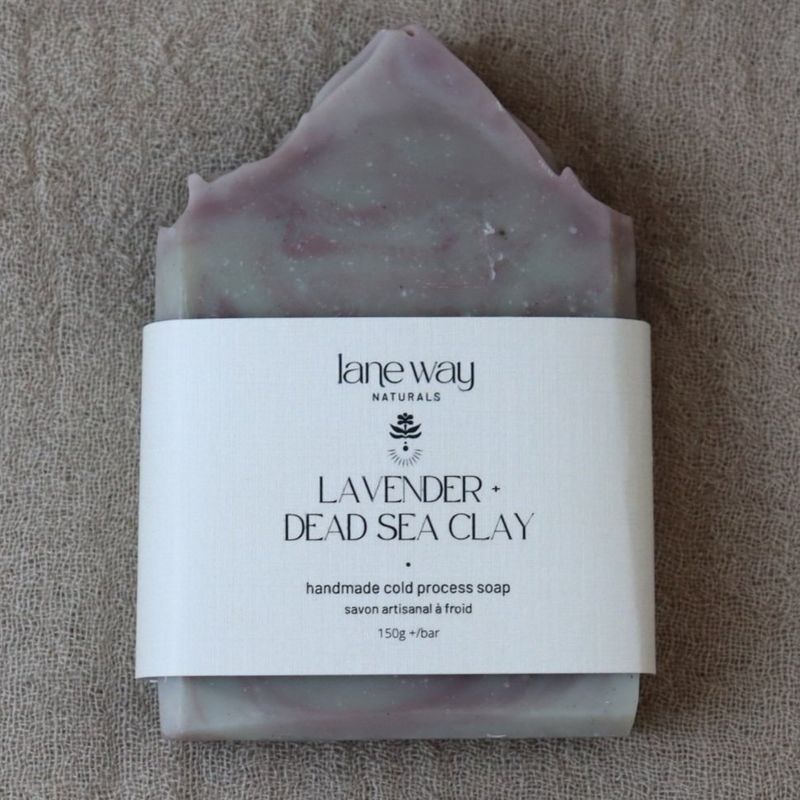 lane way
NATURALS
LAVENDER +
DEAD SEA CLAY
•
handmade cold process soap
savon artisanal à froid
150g +/bar